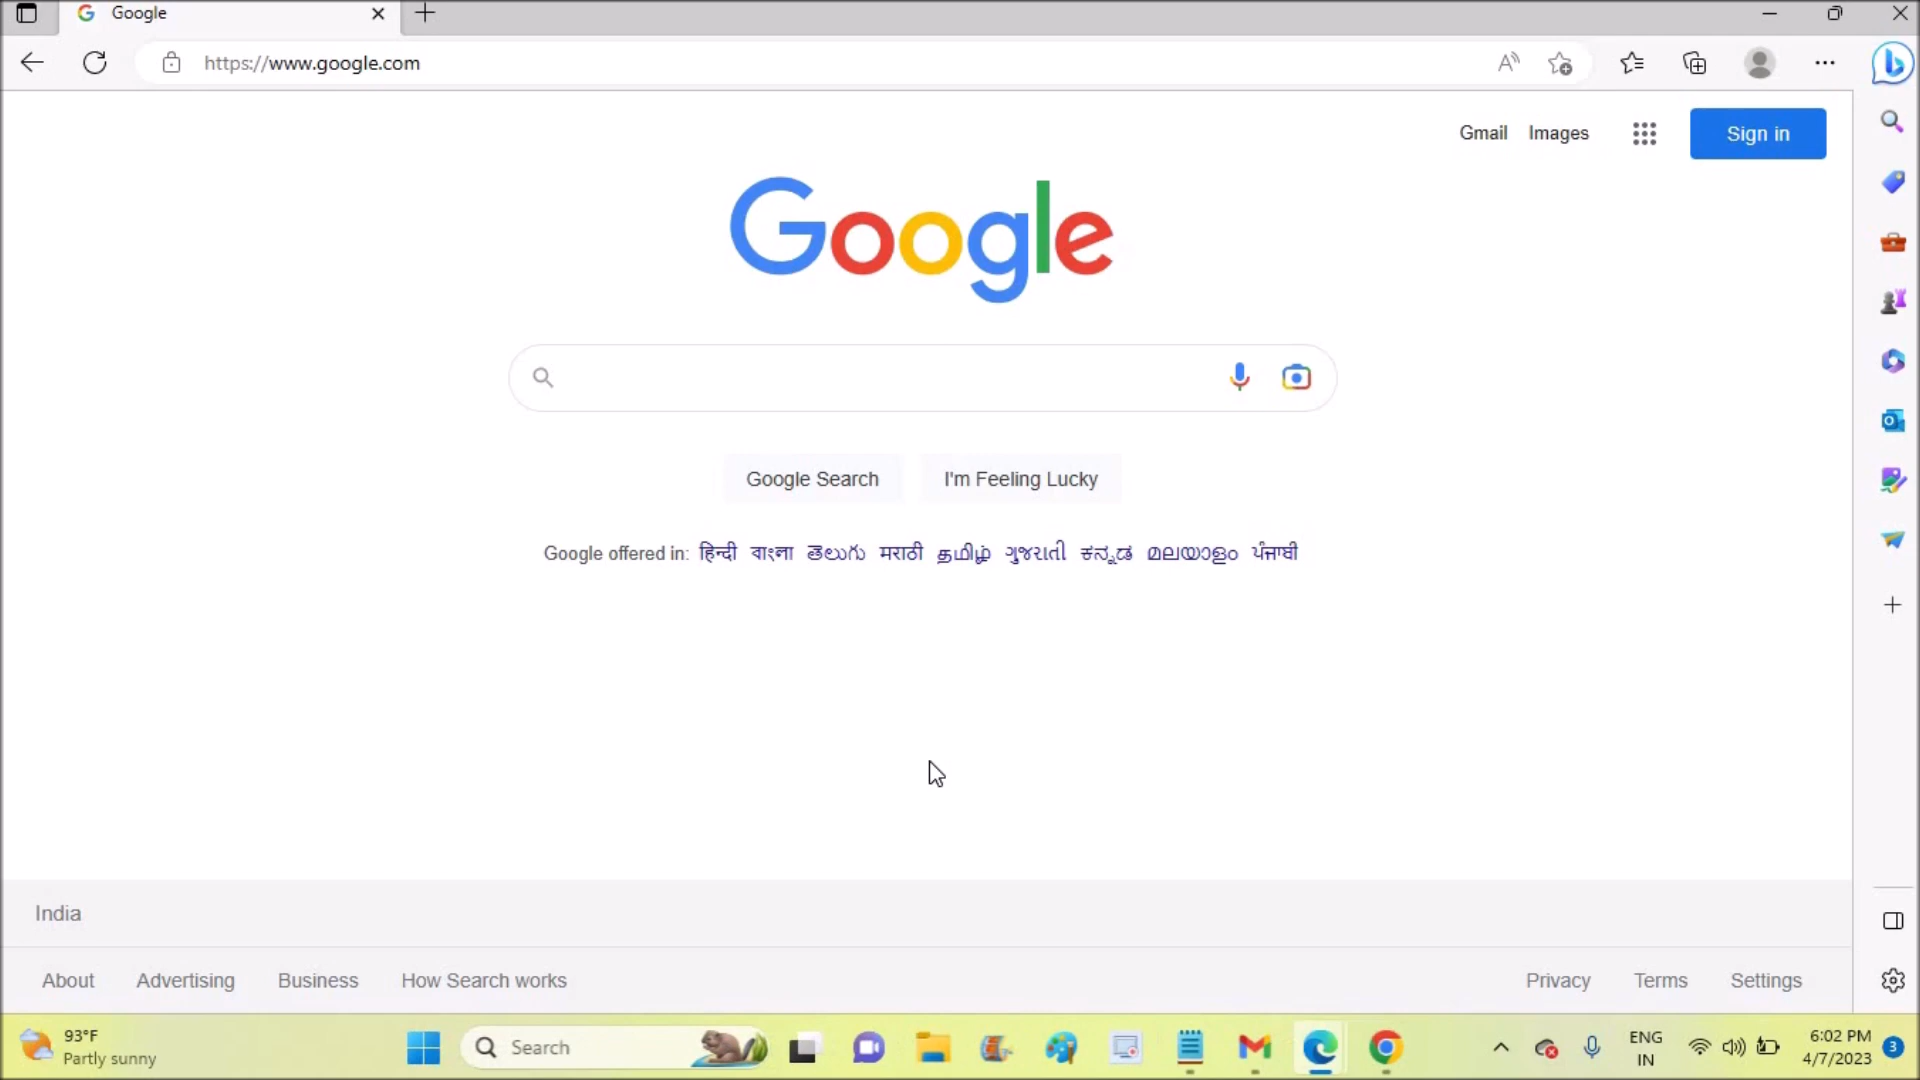 Google
https://www.google.com
Gmail Images Sign in
Google
Google Search I'm Feeling Lucky
Google offered in: हिन्दी বাংলা తెలుగు मराठी தமிழ் ગુજરાતી ಕನ್ನಡ മലയാളം ਪੰਜਾਬੀ
India
About Advertising Business How Search works Privacy Terms Settings
93°F
Partly sunny
Search
ENG
IN
6:02 PM
4/7/2023
3